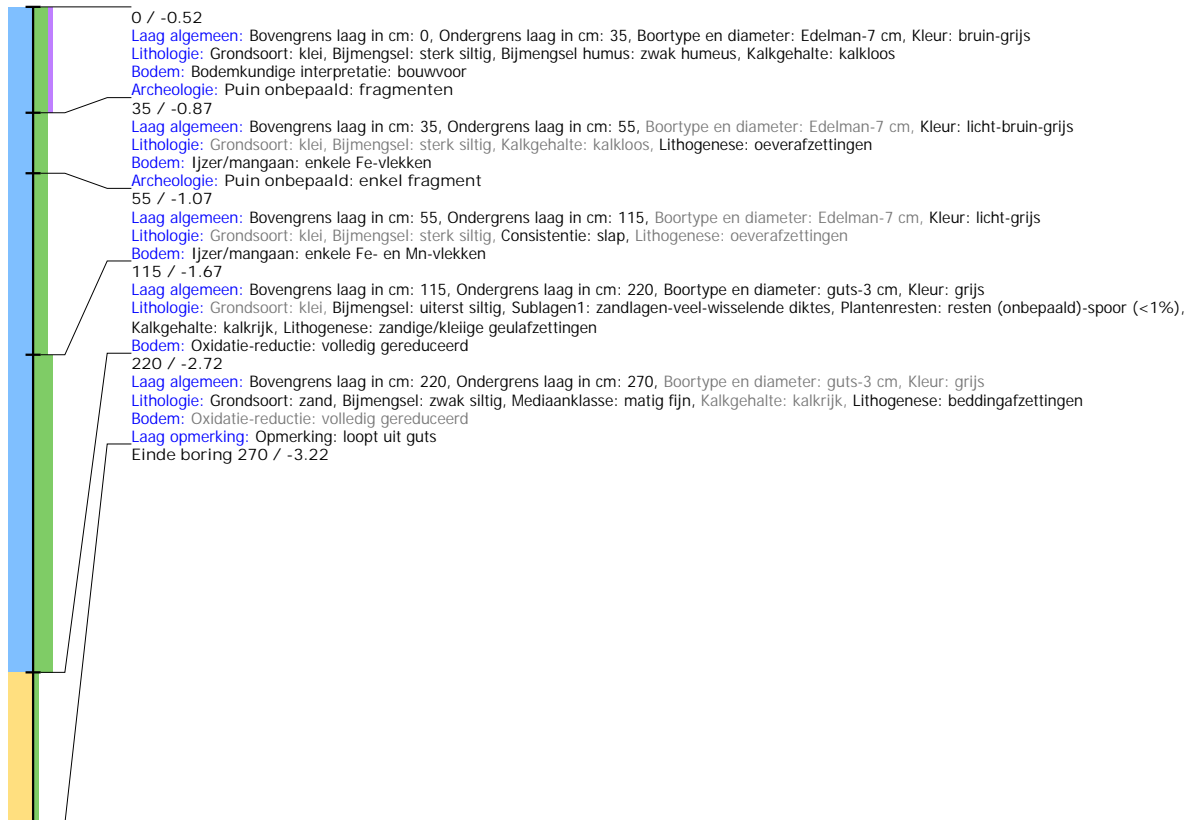 0 / -0.52
Laag algemeen: Bovengrens laag in cm: 0, Ondergrens laag in cm: 35, Boortype en diameter: Edelman-7 cm, Kleur: bruin-grijs
Lithologie: Grondsoort: klei, Bijmengsel: sterk siltig, Bijmengsel humus: zwak humeus, Kalkgehalte: kalkloos
Bodem: Bodemkundige interpretatie: bouwvoor
Archeologie: Puin onbepaald: fragmenten
35 / -0.87
Laag algemeen: Bovengrens laag in cm: 35, Ondergrens laag in cm: 55, Boortype en diameter: Edelman-7 cm, Kleur: licht-bruin-grijs
Lithologie: Grondsoort: klei, Bijmengsel: sterk siltig, Kalkgehalte: kalkloos, Lithogenese: oeverafzettingen
Bodem: Ijzer/mangaan: enkele Fe-vlekken
Archeologie: Puin onbepaald: enkel fragment
55 / -1.07
Laag algemeen: Bovengrens laag in cm: 55, Ondergrens laag in cm: 115, Boortype en diameter: Edelman-7 cm, Kleur: licht-grijs
Lithologie: Grondsoort: klei, Bijmengsel: sterk siltig, Consistentie: slap, Lithogenese: oeverafzettingen
Bodem: Ijzer/mangaan: enkele Fe- en Mn-vlekken
115 / -1.67
Laag algemeen: Bovengrens laag in cm: 115, Ondergrens laag in cm: 220, Boortype en diameter: guts-3 cm, Kleur: grijs
Lithologie: Grondsoort: klei, Bijmengsel: uiterst siltig, Sublagen1: zandlagen-veel-wisselende diktes, Plantenresten: resten (onbepaald)-spoor (<1%),
Kalkgehalte: kalkrijk, Lithogenese: zandige/kleiige geulafzettingen
Bodem: Oxidatie-reductie: volledig gereduceerd
220 / -2.72
Laag algemeen: Bovengrens laag in cm: 220, Ondergrens laag in cm: 270, Boortype en diameter: guts-3 cm, Kleur: grijs
Lithologie: Grondsoort: zand, Bijmengsel: zwak siltig, Mediaanklasse: matig fijn, Kalkgehalte: kalkrijk, Lithogenese: beddingafzettingen
Bodem: Oxidatie-reductie: volledig gereduceerd
Laag opmerking: Opmerking: loopt uit guts
Einde boring 270 / -3.22